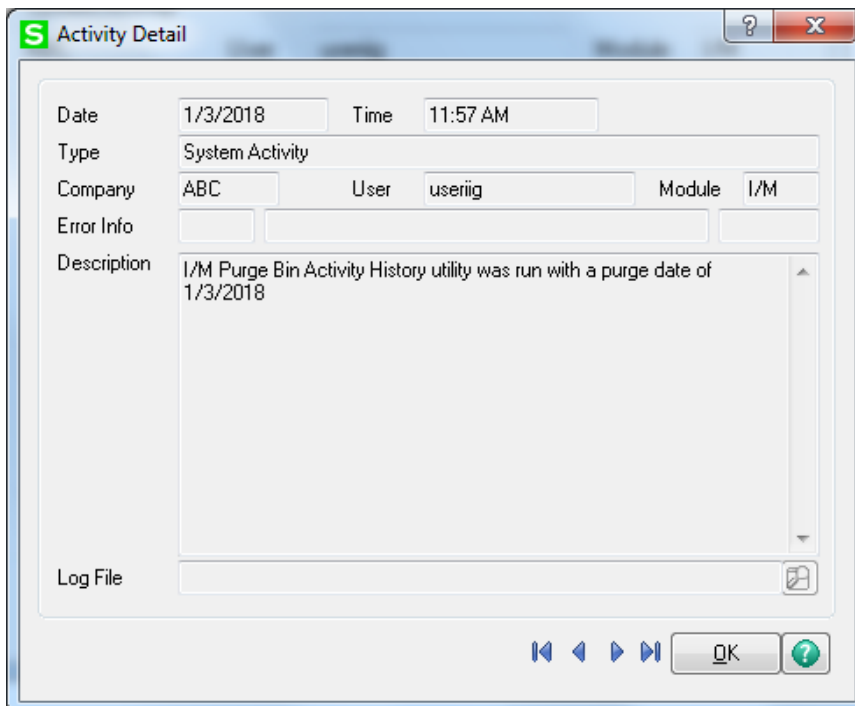 S Activity Detail
Date 1/3/2018 Time 11:57 AM
Type System Activity
Company ABC User useriig Module I/M
Error Info
Description I/M Purge Bin Activity History utility was run with a purge date of
1/3/2018
Log File
OK